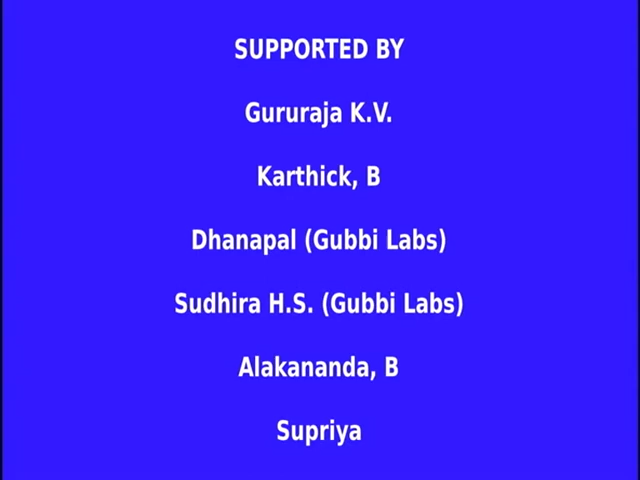 SUPPORTED BY
Gururaja K.V.
Karthick, B
Dhanapal (Gubbi Labs)
Sudhira H.S. (Gubbi Labs)
Alakananda, B
Supriya